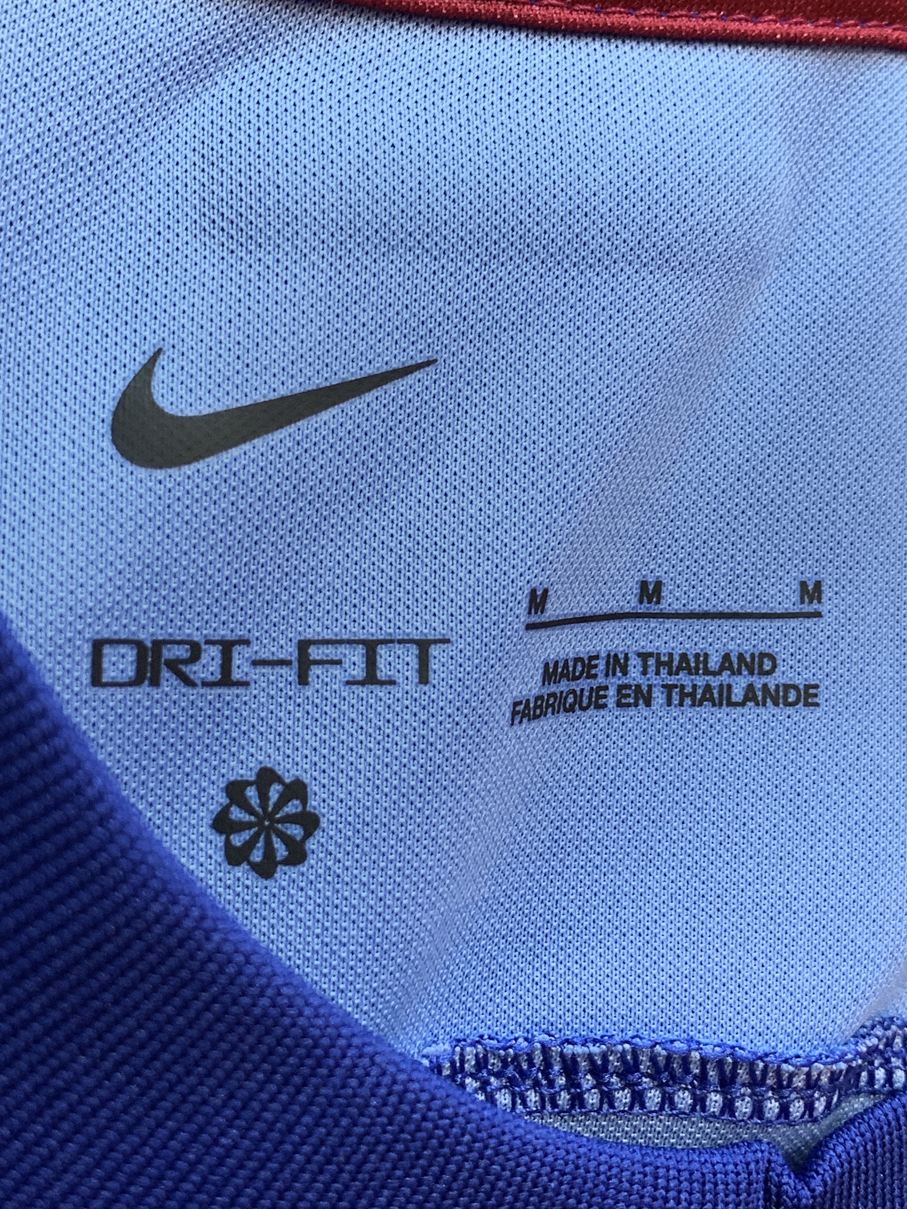 DRI-FIT
M M M
MADE IN THAILAND
FABRIQUE EN THAILANDE